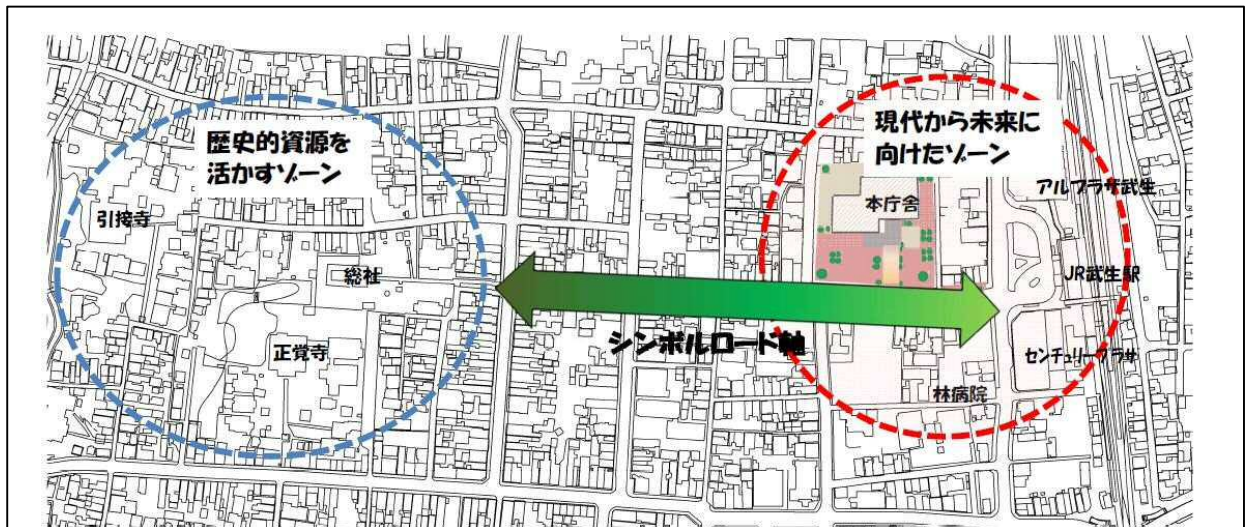 歴史的資源を
活かすゾーン
現代から未来に
向けたゾーン
引接寺
総社
正覚寺
本庁舎
アルプラザ武生
JR武生駅
シンボルロード軸
センチュリープラザ
林病院